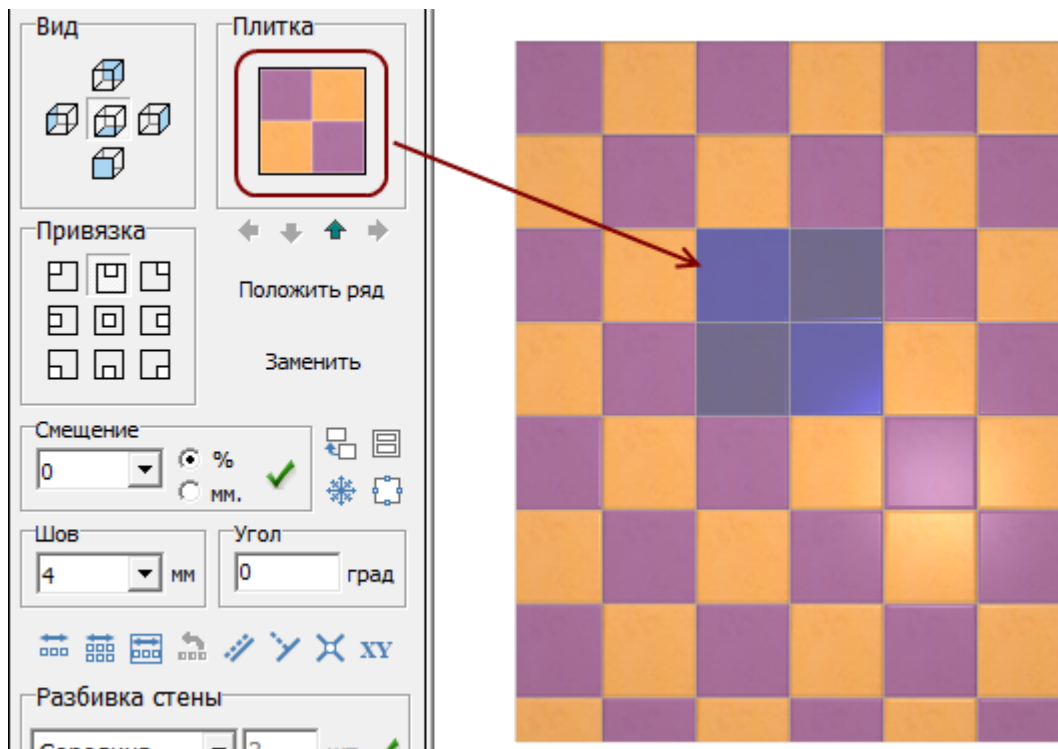 Вид
Плитка
Привязка
Положить ряд
Заменить
Смещение
0
%
мм.
Шов
4
мм
Угол
0
град
XY
Разбивка стены